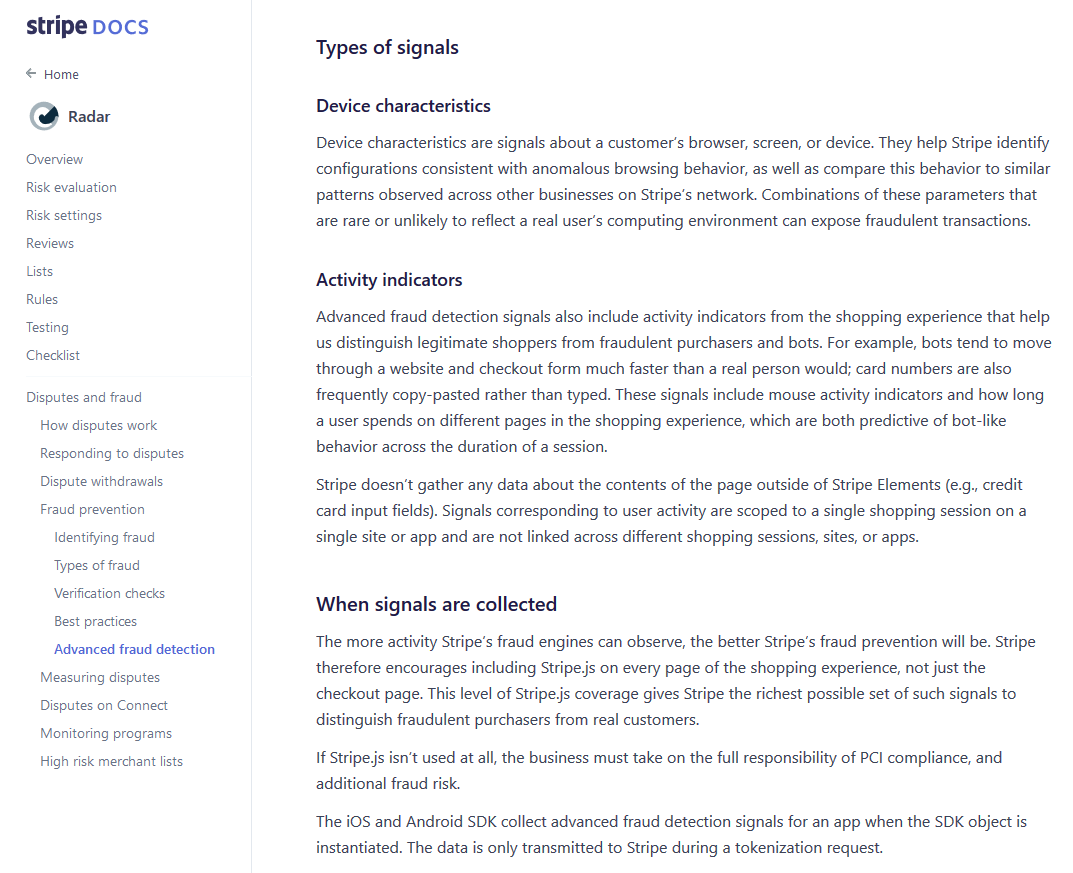 stripe DOCS
Home
Radar
Overview
Risk evaluation
Risk settings
Reviews
Lists
Rules
Testing
Checklist
Disputes and fraud
How disputes work
Responding to disputes
Dispute withdrawals
Fraud prevention
Identifying fraud
Types of fraud
Verification checks
Best practices
Advanced fraud detection
Measuring disputes
Disputes on Connect
Monitoring programs
High risk merchant lists
Types of signals
Device characteristics
Device characteristics are signals about a customer’s browser, screen, or device. They help Stripe identify
configurations consistent with anomalous browsing behavior, as well as compare this behavior to similar
patterns observed across other businesses on Stripe’s network. Combinations of these parameters that
are rare or unlikely to reflect a real user’s computing environment can expose fraudulent transactions.
Activity indicators
Advanced fraud detection signals also include activity indicators from the shopping experience that help
us distinguish legitimate shoppers from fraudulent purchasers and bots. For example, bots tend to move
through a website and checkout form much faster than a real person would; card numbers are also
frequently copy-pasted rather than typed. These signals include mouse activity indicators and how long
a user spends on different pages in the shopping experience, which are both predictive of bot-like
behavior across the duration of a session.
Stripe doesn’t gather any data about the contents of the page outside of Stripe Elements (e.g., credit
card input fields). Signals corresponding to user activity are scoped to a single shopping session on a
single site or app and are not linked across different shopping sessions, sites, or apps.
When signals are collected
The more activity Stripe’s fraud engines can observe, the better Stripe’s fraud prevention will be. Stripe
therefore encourages including Stripe.js on every page of the shopping experience, not just the
checkout page. This level of Stripe.js coverage gives Stripe the richest possible set of such signals to
distinguish fraudulent purchasers from real customers.
If Stripe.js isn’t used at all, the business must take on the full responsibility of PCI compliance, and
additional fraud risk.
The iOS and Android SDK collect advanced fraud detection signals for an app when the SDK object is
instantiated. The data is only transmitted to Stripe during a tokenization request.